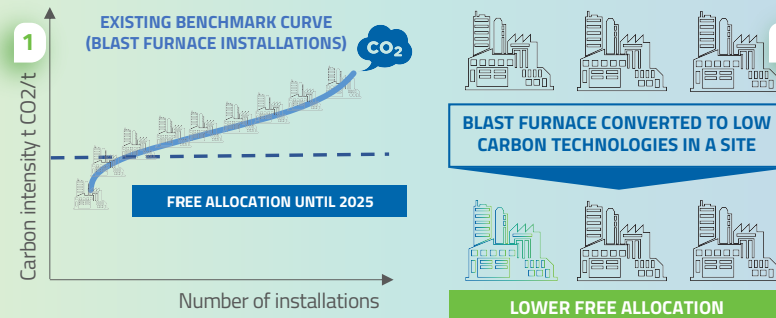 1
EXISTING BENCHMARK CURVE
(BLAST FURNACE INSTALLATIONS)
CO2
Carbon intensity t CO2/t
FREE ALLOCATION UNTIL 2025
Number of installations
BLAST FURNACE CONVERTED TO LOW
CARBON TECHNOLOGIES IN A SITE
LOWER FREE ALLOCATION